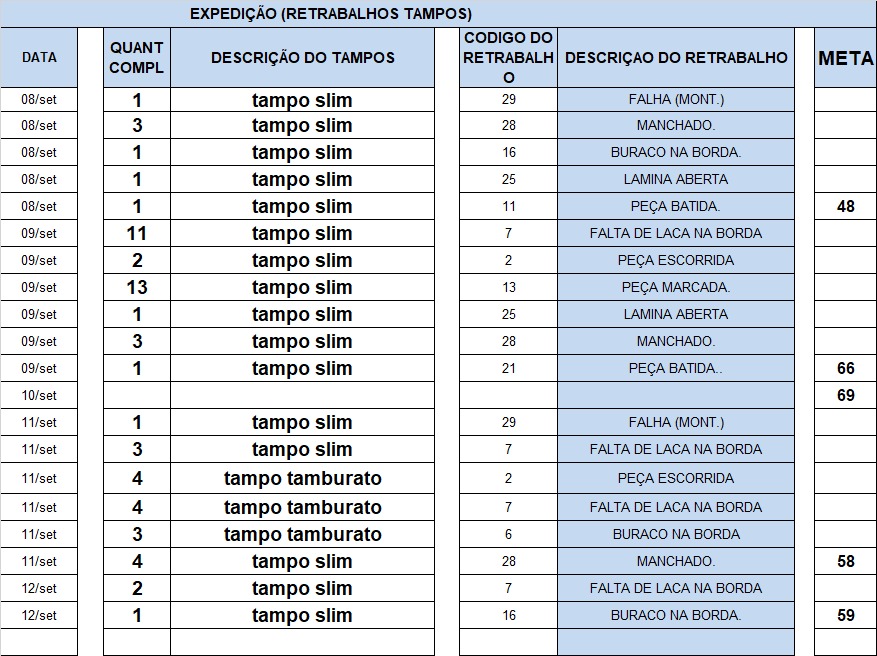 EXPEDIÇÃO (RETRABALHOS TAMPOS)
DATA QUANT COMPL DESCRIÇÃO DO TAMPOS CODIGO DO RETRABALHO DESCRIÇAO DO RETRABALHO META
08/set 1 tampo slim 29 FALHA (MONT.)
08/set 3 tampo slim 28 MANCHADO.
08/set 1 tampo slim 16 BURACO NA BORDA.
08/set 1 tampo slim 25 LAMINA ABERTA
08/set 1 tampo slim 11 PEÇA BATIDA. 48
09/set 11 tampo slim 7 FALTA DE LACA NA BORDA
09/set 2 tampo slim 2 PEÇA ESCORRIDA
09/set 13 tampo slim 13 PEÇA MARCADA.
09/set 1 tampo slim 25 LAMINA ABERTA
09/set 3 tampo slim 28 MANCHADO.
09/set 1 tampo slim 21 PEÇA BATIDA.. 66
10/set 69
11/set 1 tampo slim 29 FALHA (MONT.)
11/set 3 tampo slim 7 FALTA DE LACA NA BORDA
11/set 4 tampo tamburato 2 PEÇA ESCORRIDA
11/set 4 tampo tamburato 7 FALTA DE LACA NA BORDA
11/set 3 tampo tamburato 6 BURACO NA BORDA
11/set 4 tampo slim 28 MANCHADO. 58
12/set 2 tampo slim 7 FALTA DE LACA NA BORDA
12/set 1 tampo slim 16 BURACO NA BORDA. 59